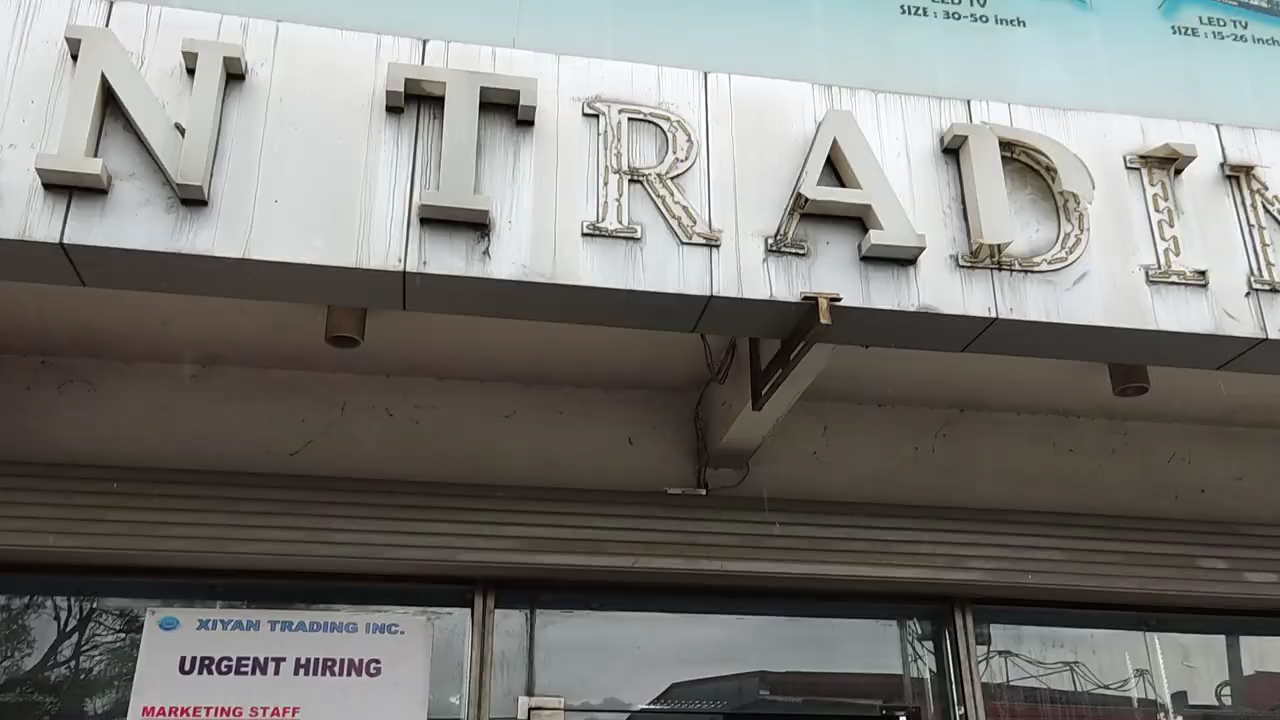 LED TV
SIZE : 30-50 inch
LED TV
SIZE : 15-26 inch
N TRADIN
XIYAN TRADING INC.
URGENT HIRING
MARKETING STAFF